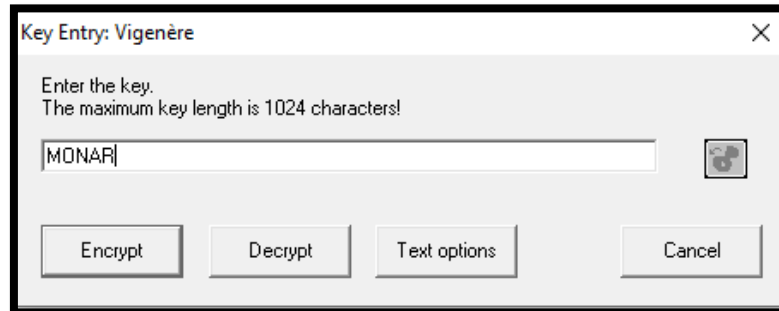 Key Entry: Vigenère
Enter the key.
The maximum key length is 1024 characters!
MONAR
Encrypt
Decrypt
Text options
Cancel